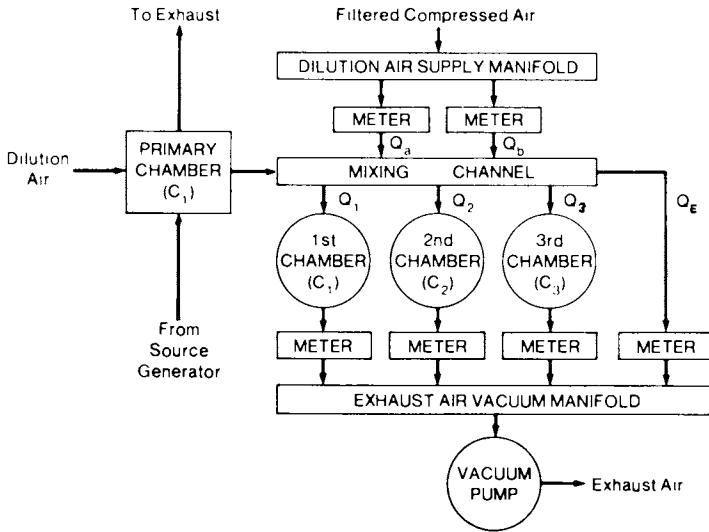 To Exhaust
Filtered Compressed Air
DILUTION AIR SUPPLY MANIFOLD
METER
METER
Qa
Qb
Dilution
Air
PRIMARY
CHAMBER
(C1)
MIXING CHANNEL
Q1
Q2
Q3
QE
1st
CHAMBER
(C1)
2nd
CHAMBER
(C2)
3rd
CHAMBER
(C3)
From
Source
Generator
METER
METER
METER
METER
EXHAUST AIR VACUUM MANIFOLD
VACUUM
PUMP
Exhaust Air